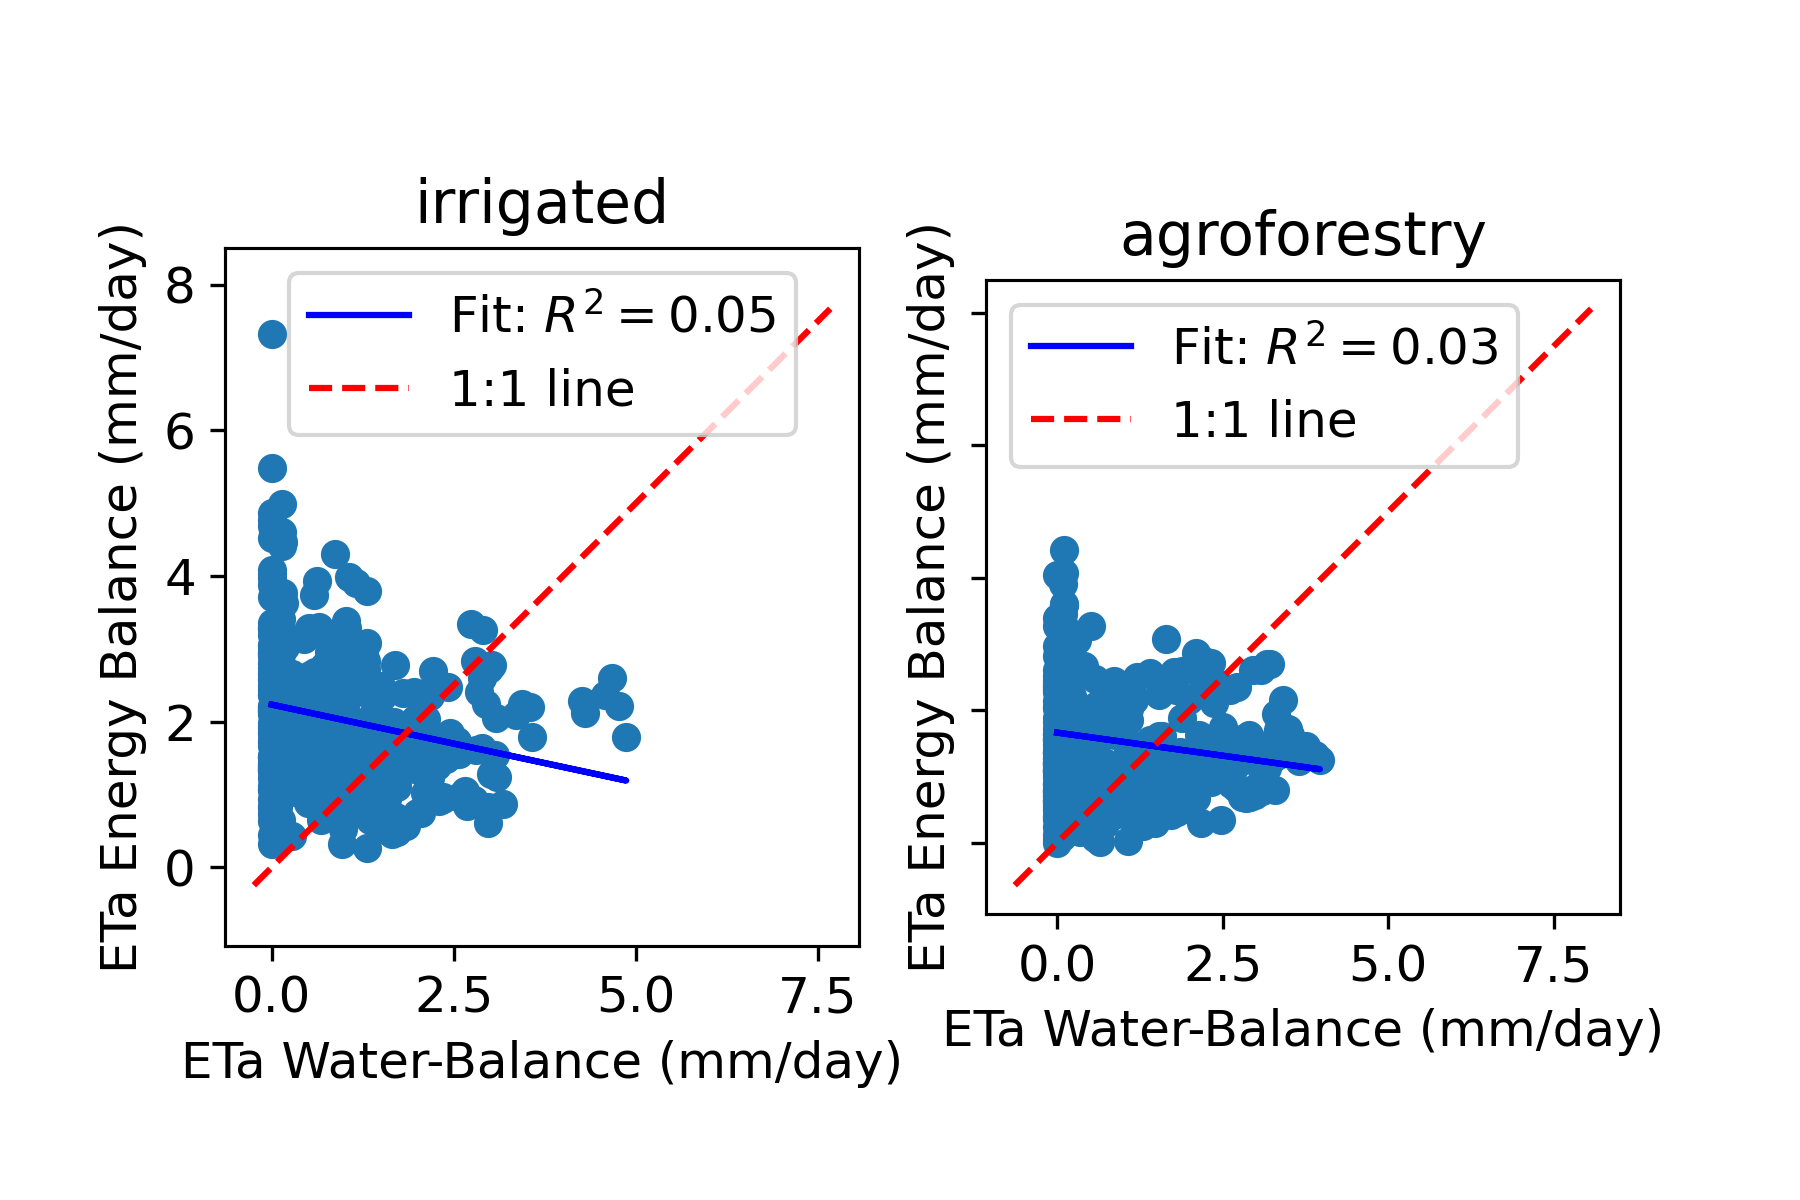 irrigated
ETa Energy Balance (mm/day)
8
6
4
2
0
Fit: R² = 0.05
1:1 line
0.0 2.5 5.0 7.5
ETa Water-Balance (mm/day)
agroforestry
ETa Energy Balance (mm/day)
Fit: R² = 0.03
1:1 line
0.0 2.5 5.0 7.5
ETa Water-Balance (mm/day)